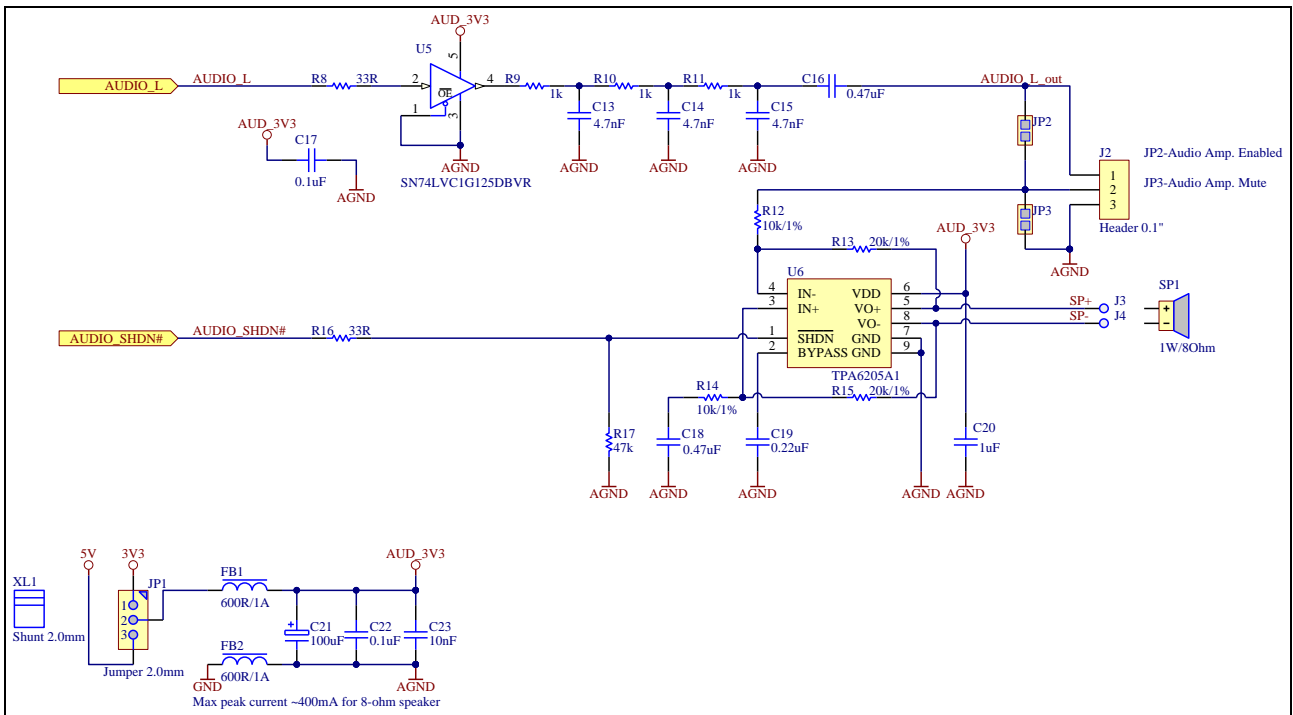 AUD_3V3
U5
AUDIO_L
AUDIO_L
R8
33R
2
5
4
OE
1
3
R9
1k
R10
1k
R11
1k
C16
0.47uF
AUDIO_L_out
C13
4.7nF
C14
4.7nF
C15
4.7nF
AUD_3V3
C17
0.1uF
AGND
AGND
SN74LVC1G125DBVR
AGND
AGND
AGND
JP2
J2
1
2
3
Header 0.1"
JP2-Audio Amp. Enabled
JP3-Audio Amp. Mute
JP3
AGND
R12
10k/1%
R13
20k/1%
AUD_3V3
U6
4
IN-
VDD
6
3
IN+
VO+
5
VO-
8
1
SHDN
GND
7
2
BYPASS
GND
9
TPA6205A1
SP+
J3
SP-
J4
SP1
1W/8Ohm
AUDIO_SHDN#
AUDIO_SHDN#
R16
33R
R14
10k/1%
R15
20k/1%
R17
47k
C18
0.47uF
C19
0.22uF
C20
1uF
AGND
AGND
AGND
AGND
AGND
5V
3V3
XL1
Shunt 2.0mm
JP1
1
2
3
Jumper 2.0mm
FB1
600R/1A
AUD_3V3
+
C21
100uF
C22
0.1uF
C23
10nF
FB2
600R/1A
GND
AGND
Max peak current ~400mA for 8-ohm speaker